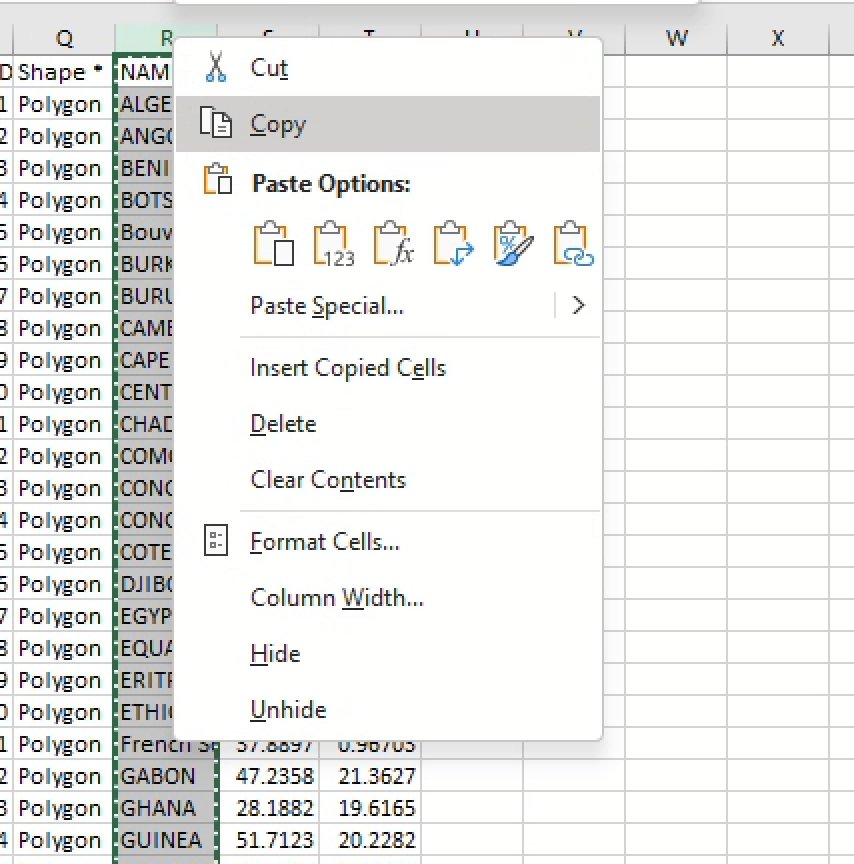 Q R S T U V W X
D Shape * NAM
1 Polygon ALGE
2 Polygon ANGO
3 Polygon BENI
4 Polygon BOTS
5 Polygon Bouv
6 Polygon BURK
7 Polygon BURU
8 Polygon CAME
9 Polygon CAPE
0 Polygon CENT
1 Polygon CHAD
2 Polygon COMO
3 Polygon CONG
4 Polygon CONG
5 Polygon COTE
6 Polygon DJIBO
7 Polygon EGYP
8 Polygon EQUA
9 Polygon ERITR
0 Polygon ETHIO
1 Polygon French So 37.8897 0.96703
2 Polygon GABON 47.2358 21.3627
3 Polygon GHANA 28.1882 19.6165
4 Polygon GUINEA 51.7123 20.2282
Cut
Copy
Paste Options:
123 fx %
Paste Special...
Insert Copied Cells
Delete
Clear Contents
Format Cells...
Column Width...
Hide
Unhide